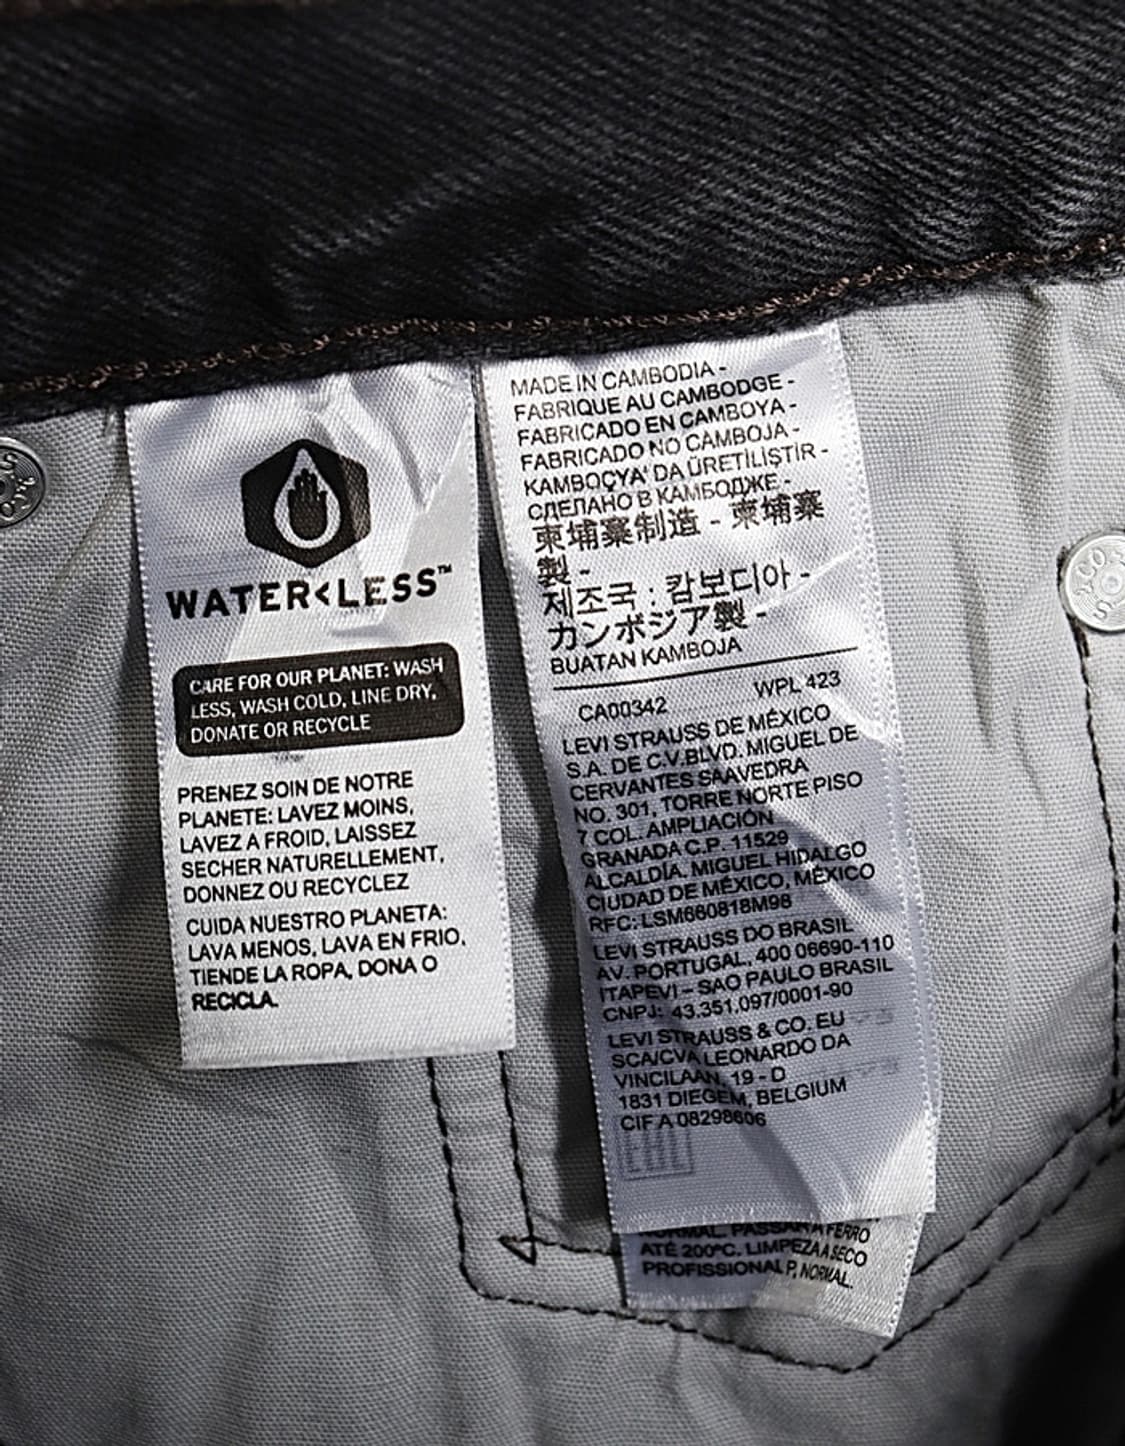 WATER<LESS™
CARE FOR OUR PLANET: WASH
LESS, WASH COLD, LINE DRY,
DONATE OR RECYCLE
PRENEZ SOIN DE NOTRE
PLANETE: LAVEZ MOINS,
LAVEZ A FROID, LAISSEZ
SECHER NATURELLEMENT,
DONNEZ OU RECYCLEZ
CUIDA NUESTRO PLANETA:
LAVA MENOS, LAVA EN FRIO,
TIENDE LA ROPA, DONA O
RECICLA.
MADE IN CAMBODIA -
FABRIQUE AU CAMBODGE -
FABRICADO EN CAMBOYA -
FABRICADO NO CAMBOJA -
KAMBOÇYA' DA ÜRETİLİŞTİR -
СДЕЛАНО В КАМБОДЖЕ -
柬埔寨制造 - 柬埔寨
製 -
제조국 : 캄보디아 -
カンボジア製 -
BUATAN KAMBOJA
CA00342 WPL 423
LEVI STRAUSS DE MÉXICO
S.A. DE C.V.BLVD. MIGUEL DE
CERVANTES SAAVEDRA
NO. 301, TORRE NORTE PISO
7 COL. AMPLIACIÓN
GRANADA C.P. 11529
ALCALDÍA. MIGUEL HIDALGO
CIUDAD DE MÉXICO, MÉXICO
RFC: LSM660818M98
LEVI STRAUSS DO BRASIL
AV. PORTUGAL, 400 06690-110
ITAPEVI – SAO PAULO BRASIL
CNPJ: 43.351.097/0001-90
LEVI STRAUSS & CO. EU
SCA/CVA LEONARDO DA
VINCILAAN, 19 - D
1831 DIEGEM, BELGIUM
CIF A 08298606
NORMAL. PASSAR A FERRO
ATÉ 200°C. LIMPEZA A SECO
PROFISSIONAL P, NORMAL.